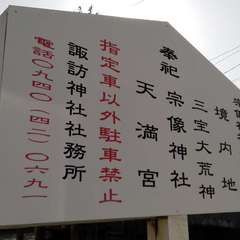 境内地
三宝大荒神
奉祀 宗像神社
天満宮
指定車以外駐車禁止
諏訪神社社務所
電話〇九四〇(四二)〇六九一